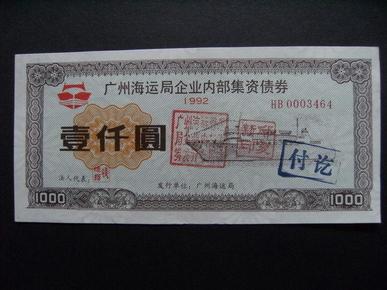 广州海运局企业内部集资债券
1992
HB 0003464
壹仟圆
付讫
法人代表:
发行单位: 广州海运局
1000
1000